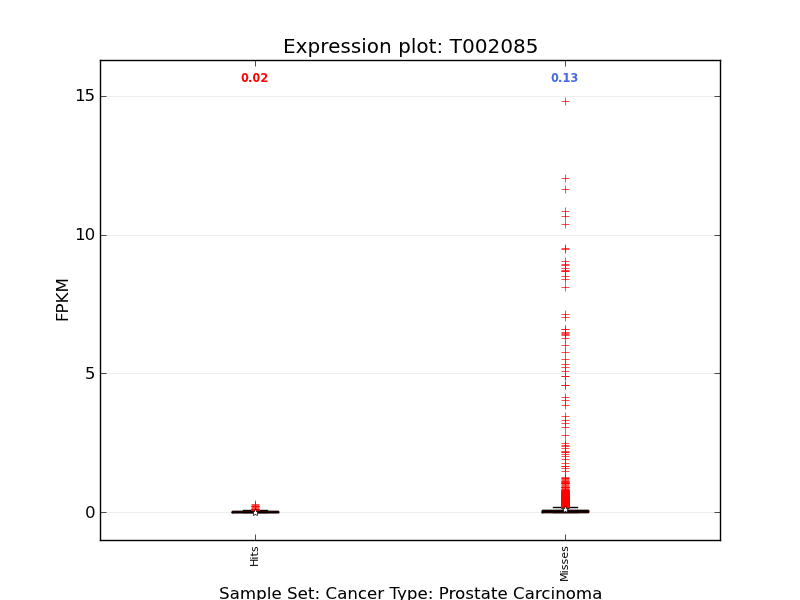 Expression plot: T002085
0.02
0.13
15
10
5
0
FPKM
Hits
Misses
Sample Set: Cancer Type: Prostate Carcinoma